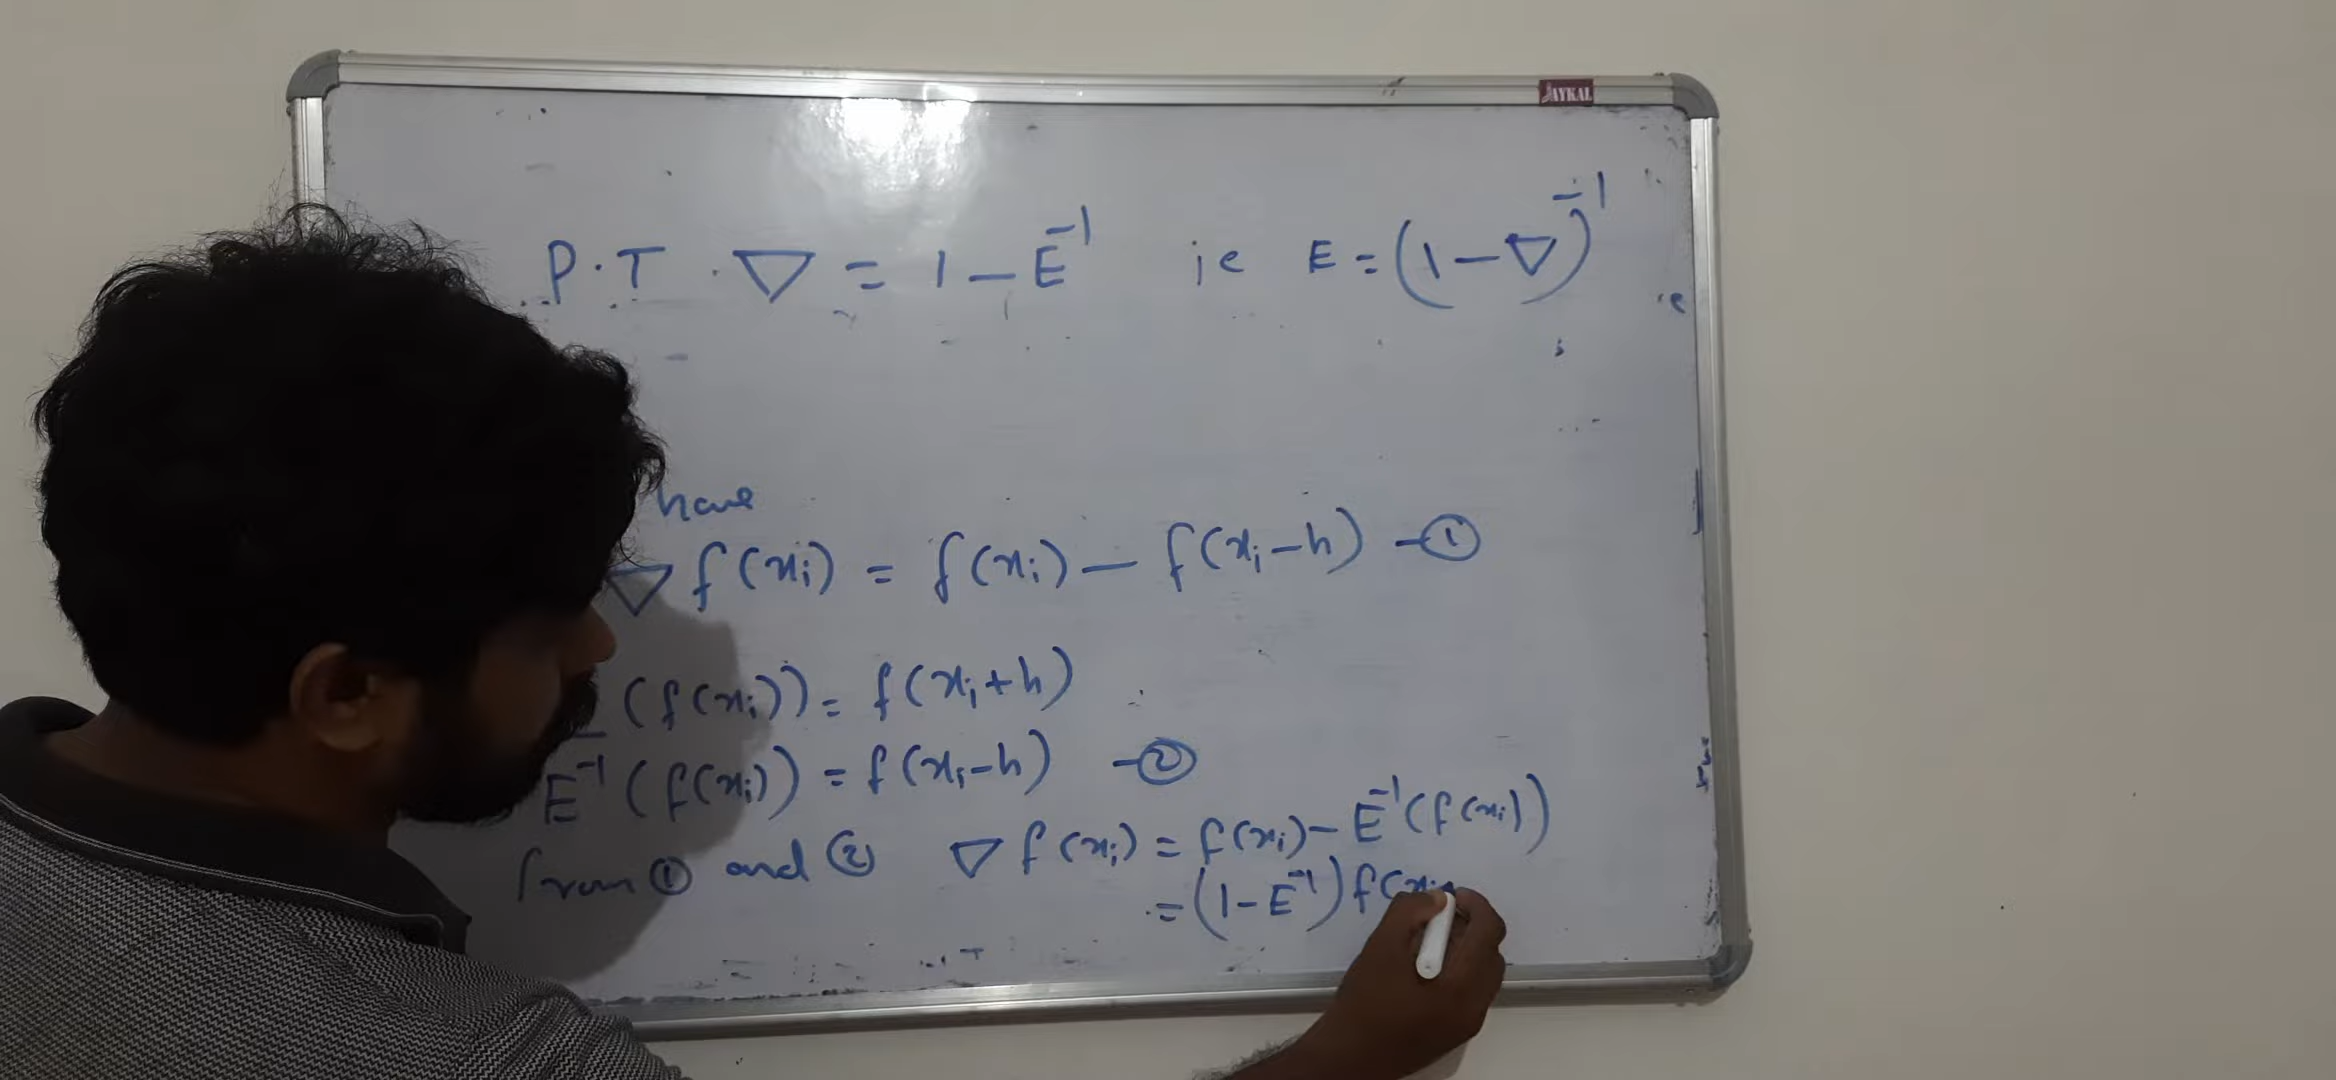 JAYKAL
P.T ∇ = 1 - E⁻¹ ie E = (1 - ∇)⁻¹
have
∇ f(xᵢ) = f(xᵢ) - f(xᵢ-h) -①
(f(xᵢ)) = f(xᵢ+h)
E⁻¹ (f(xᵢ)) = f(xᵢ-h) -②
from ① and ② ∇ f(xᵢ) = f(xᵢ) - E⁻¹(f(xᵢ))
= (1-E⁻¹) f(xᵢ